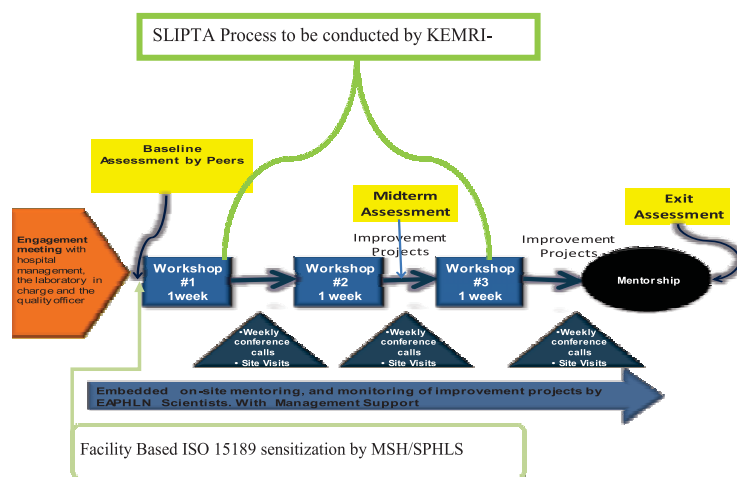 SLIPTA Process to be conducted by KEMRI-
Baseline
Assessment by Peers
Midterm
Assessment
Exit
Assessment
Engagement
meeting with
hospital
management,
the laboratory in
charge and the
quality officer
Improvement
Projects
Improvement
Projects
Workshop
#1
1week
Workshop
#2
1 week
Workshop
#3
1 week
Mentorship
•Weekly
conference
calls
• Site Visits
•Weekly
conference
calls
• Site Visits
•Weekly
conference
calls
• Site Visits
Embedded on-site mentoring, and monitoring of improvement projects by
EAPHLN Scientists. With Management Support
Facility Based ISO 15189 sensitization by MSH/SPHLS